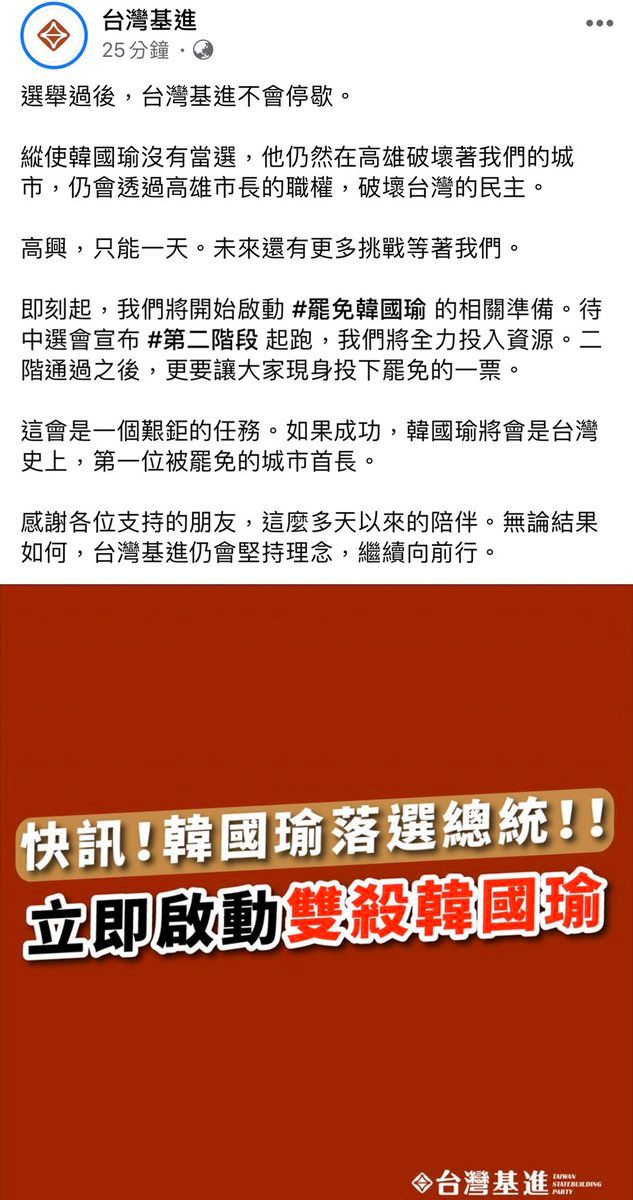 台灣基進
25分鐘・
選舉過後，台灣基進不會停歇。
縱使韓國瑜沒有當選，他仍然在高雄破壞著我們的城
市，仍會透過高雄市長的職權，破壞台灣的民主。
高興，只能一天。未來還有更多挑戰等著我們。
即刻起，我們將開始啟動 #罷免韓國瑜 的相關準備。待
中選會宣布 #第二階段 起跑，我們將全力投入資源。二
階通過之後，更要讓大家現身投下罷免的一票。
這會是一個艱鉅的任務。如果成功，韓國瑜將會是台灣
史上，第一位被罷免的城市首長。
感謝各位支持的朋友，這麼多天以來的陪伴。無論結果
如何，台灣基進仍會堅持理念，繼續向前行。
快訊！韓國瑜落選總統！！
立即啟動雙殺韓國瑜
台灣基進
TAIWAN
STATEBUILDING
PARTY